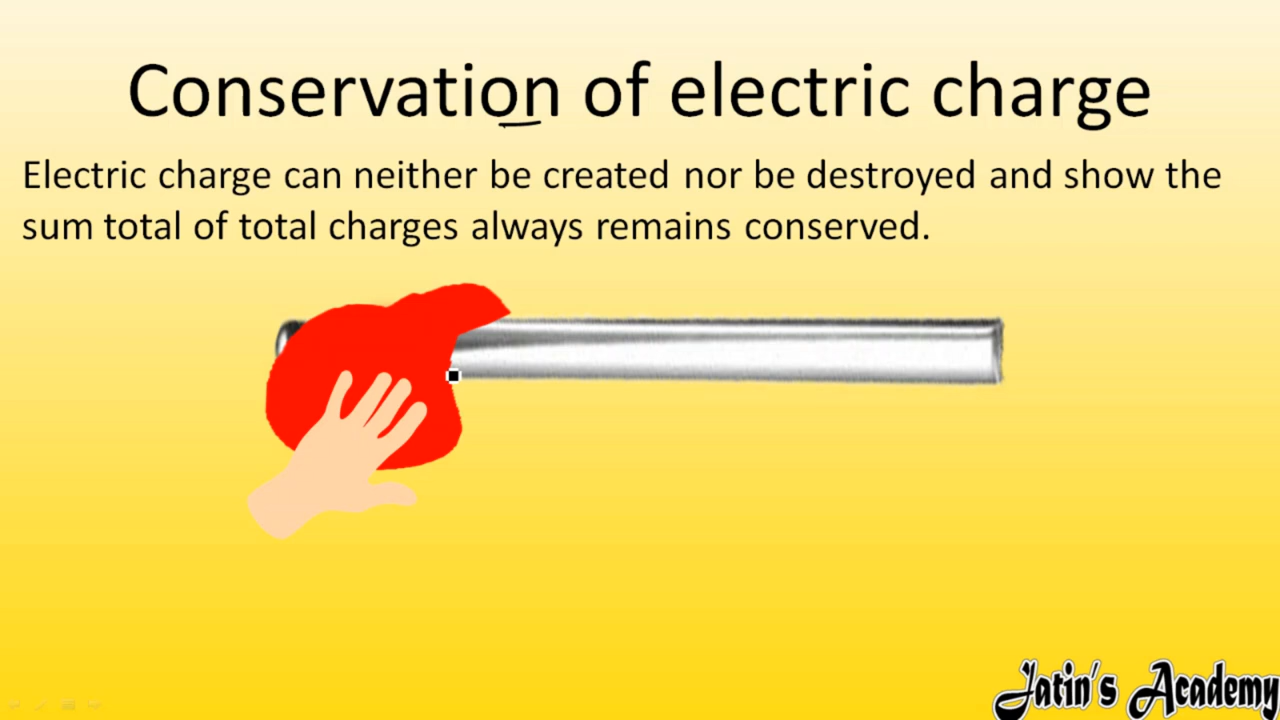 Conservation of electric charge
Electric charge can neither be created nor be destroyed and show the
sum total of total charges always remains conserved.
Jatin's Academy